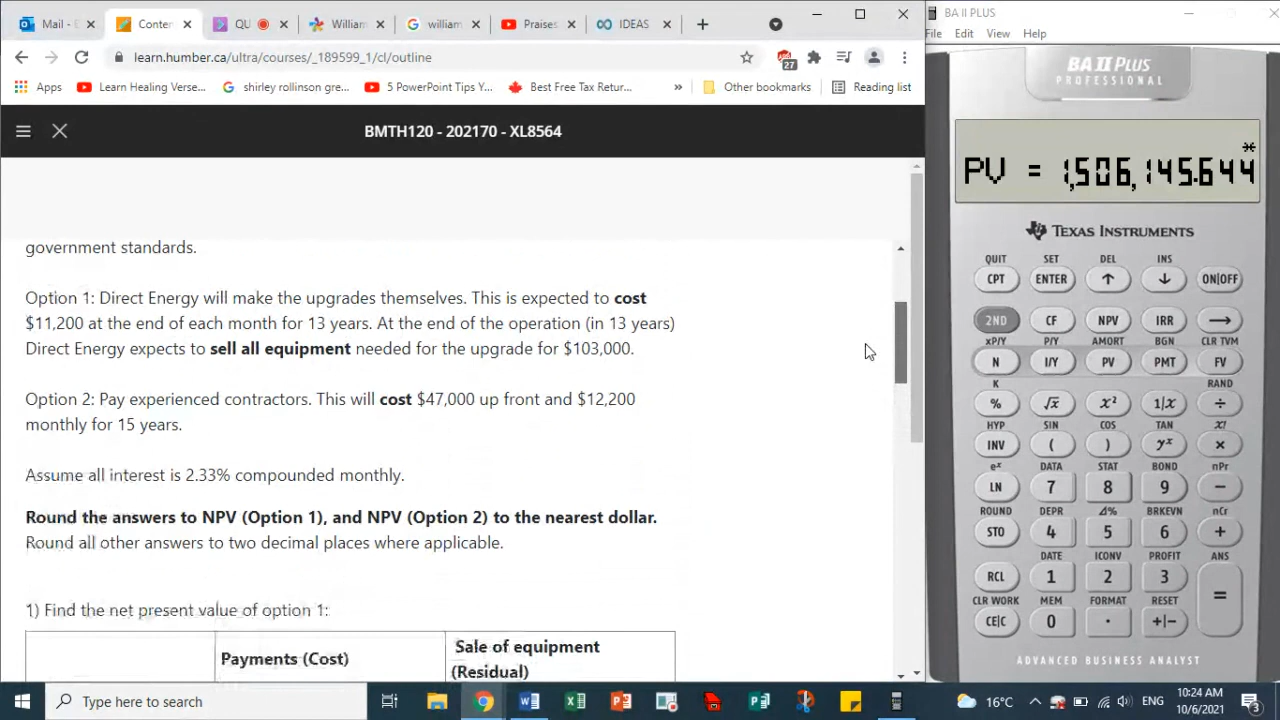 Mail - E
Conter
QU
William
william
Praises
IDEAS
BA II PLUS
learn.humber.ca/ultra/courses/_189599_1/cl/outline
27
File Edit View Help
Apps
Learn Healing Verse...
shirley rollinson gre...
5 PowerPoint Tips Y...
Best Free Tax Retur...
»
Other bookmarks
Reading list
BMTH120 - 202170 - XL8564
government standards.
Option 1: Direct Energy will make the upgrades themselves. This is expected to cost
$11,200 at the end of each month for 13 years. At the end of the operation (in 13 years)
Direct Energy expects to sell all equipment needed for the upgrade for $103,000.
Option 2: Pay experienced contractors. This will cost $47,000 up front and $12,200
monthly for 15 years.
Assume all interest is 2.33% compounded monthly.
Round the answers to NPV (Option 1), and NPV (Option 2) to the nearest dollar.
Round all other answers to two decimal places where applicable.
1) Find the net present value of option 1:
Payments (Cost)
Sale of equipment
(Residual)
BA II PLUS
PROFESSIONAL
PV = 1,506,145.644
TEXAS INSTRUMENTS
QUIT SET DEL INS
CPT ENTER ↑ ↓ ON|OFF
2ND CF NPV IRR →
xP/Y P/Y AMORT BGN CLR TVM
N I/Y PV PMT FV
K RAND
% √x x² 1/x ÷
HYP SIN COS TAN x!
INV ( ) yˣ ×
eˣ DATA STAT BOND nPr
LN 7 8 9 −
ROUND DEPR Δ% BRKEVN nCr
STO 4 5 6 +
DATE ICONV PROFIT ANS
RCL 1 2 3 =
CLR WORK MEM FORMAT RESET
CE|C 0 . +|−
ADVANCED BUSINESS ANALYST
Type here to search
16°C
ENG
10:24 AM
10/6/2021
3